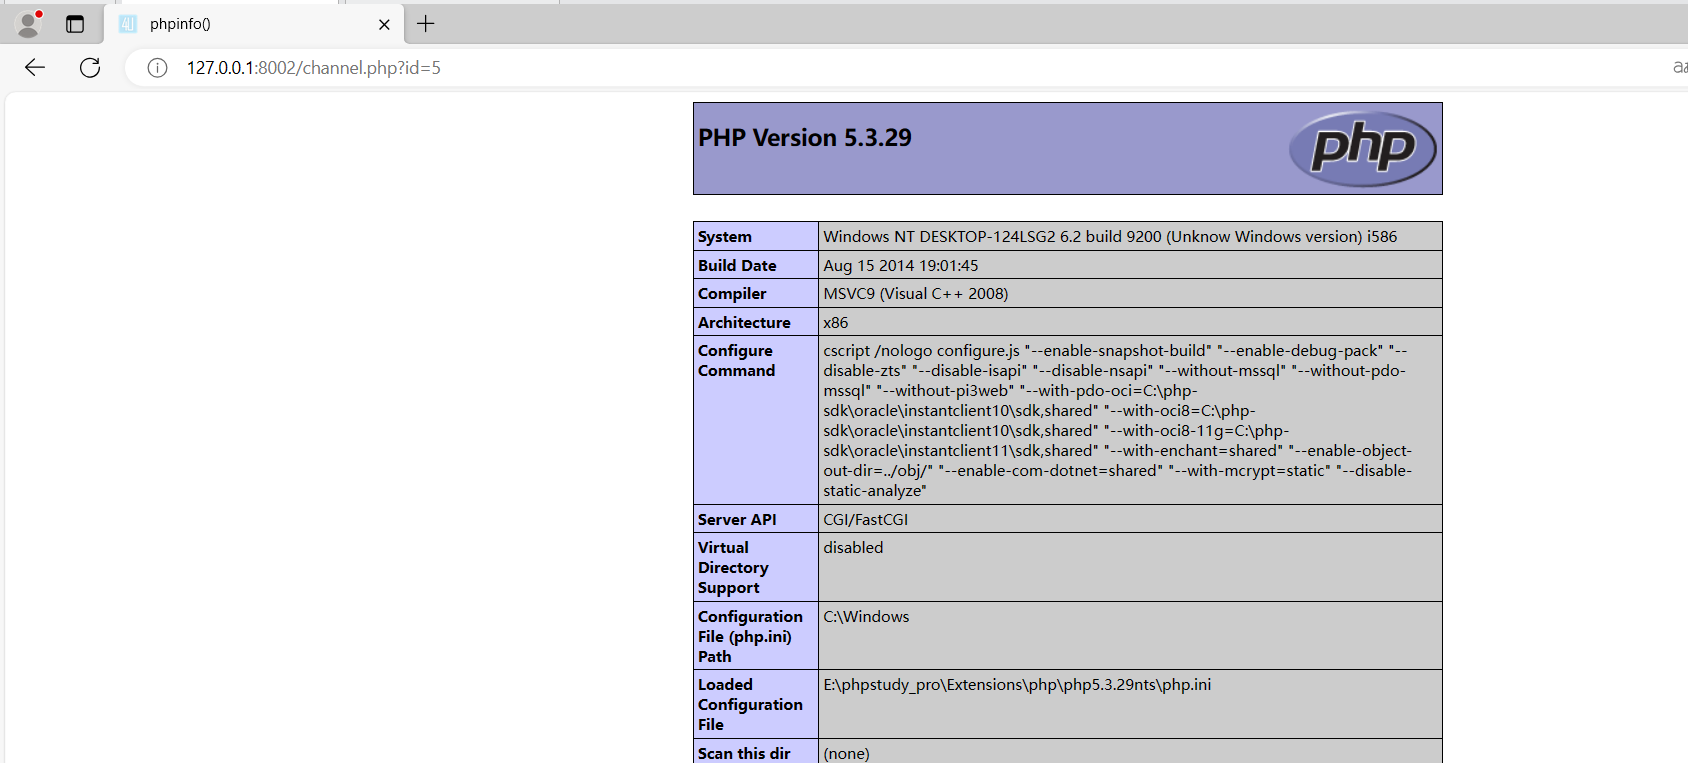 phpinfo()
127.0.0.1:8002/channel.php?id=5
PHP Version 5.3.29
php
System
Windows NT DESKTOP-124LSG2 6.2 build 9200 (Unknow Windows version) i586
Build Date
Aug 15 2014 19:01:45
Compiler
MSVC9 (Visual C++ 2008)
Architecture
x86
Configure
Command
cscript /nologo configure.js "--enable-snapshot-build" "--enable-debug-pack" "--
disable-zts" "--disable-isapi" "--disable-nsapi" "--without-mssql" "--without-pdo-
mssql" "--without-pi3web" "--with-pdo-oci=C:\php-
sdk\oracle\instantclient10\sdk,shared" "--with-oci8=C:\php-
sdk\oracle\instantclient10\sdk,shared" "--with-oci8-11g=C:\php-
sdk\oracle\instantclient11\sdk,shared" "--with-enchant=shared" "--enable-object-
out-dir=../obj/" "--enable-com-dotnet=shared" "--with-mcrypt=static" "--disable-
static-analyze"
Server API
CGI/FastCGI
Virtual
Directory
Support
disabled
Configuration
File (php.ini)
Path
C:\Windows
Loaded
Configuration
File
E:\phpstudy_pro\Extensions\php\php5.3.29nts\php.ini
Scan this dir
(none)